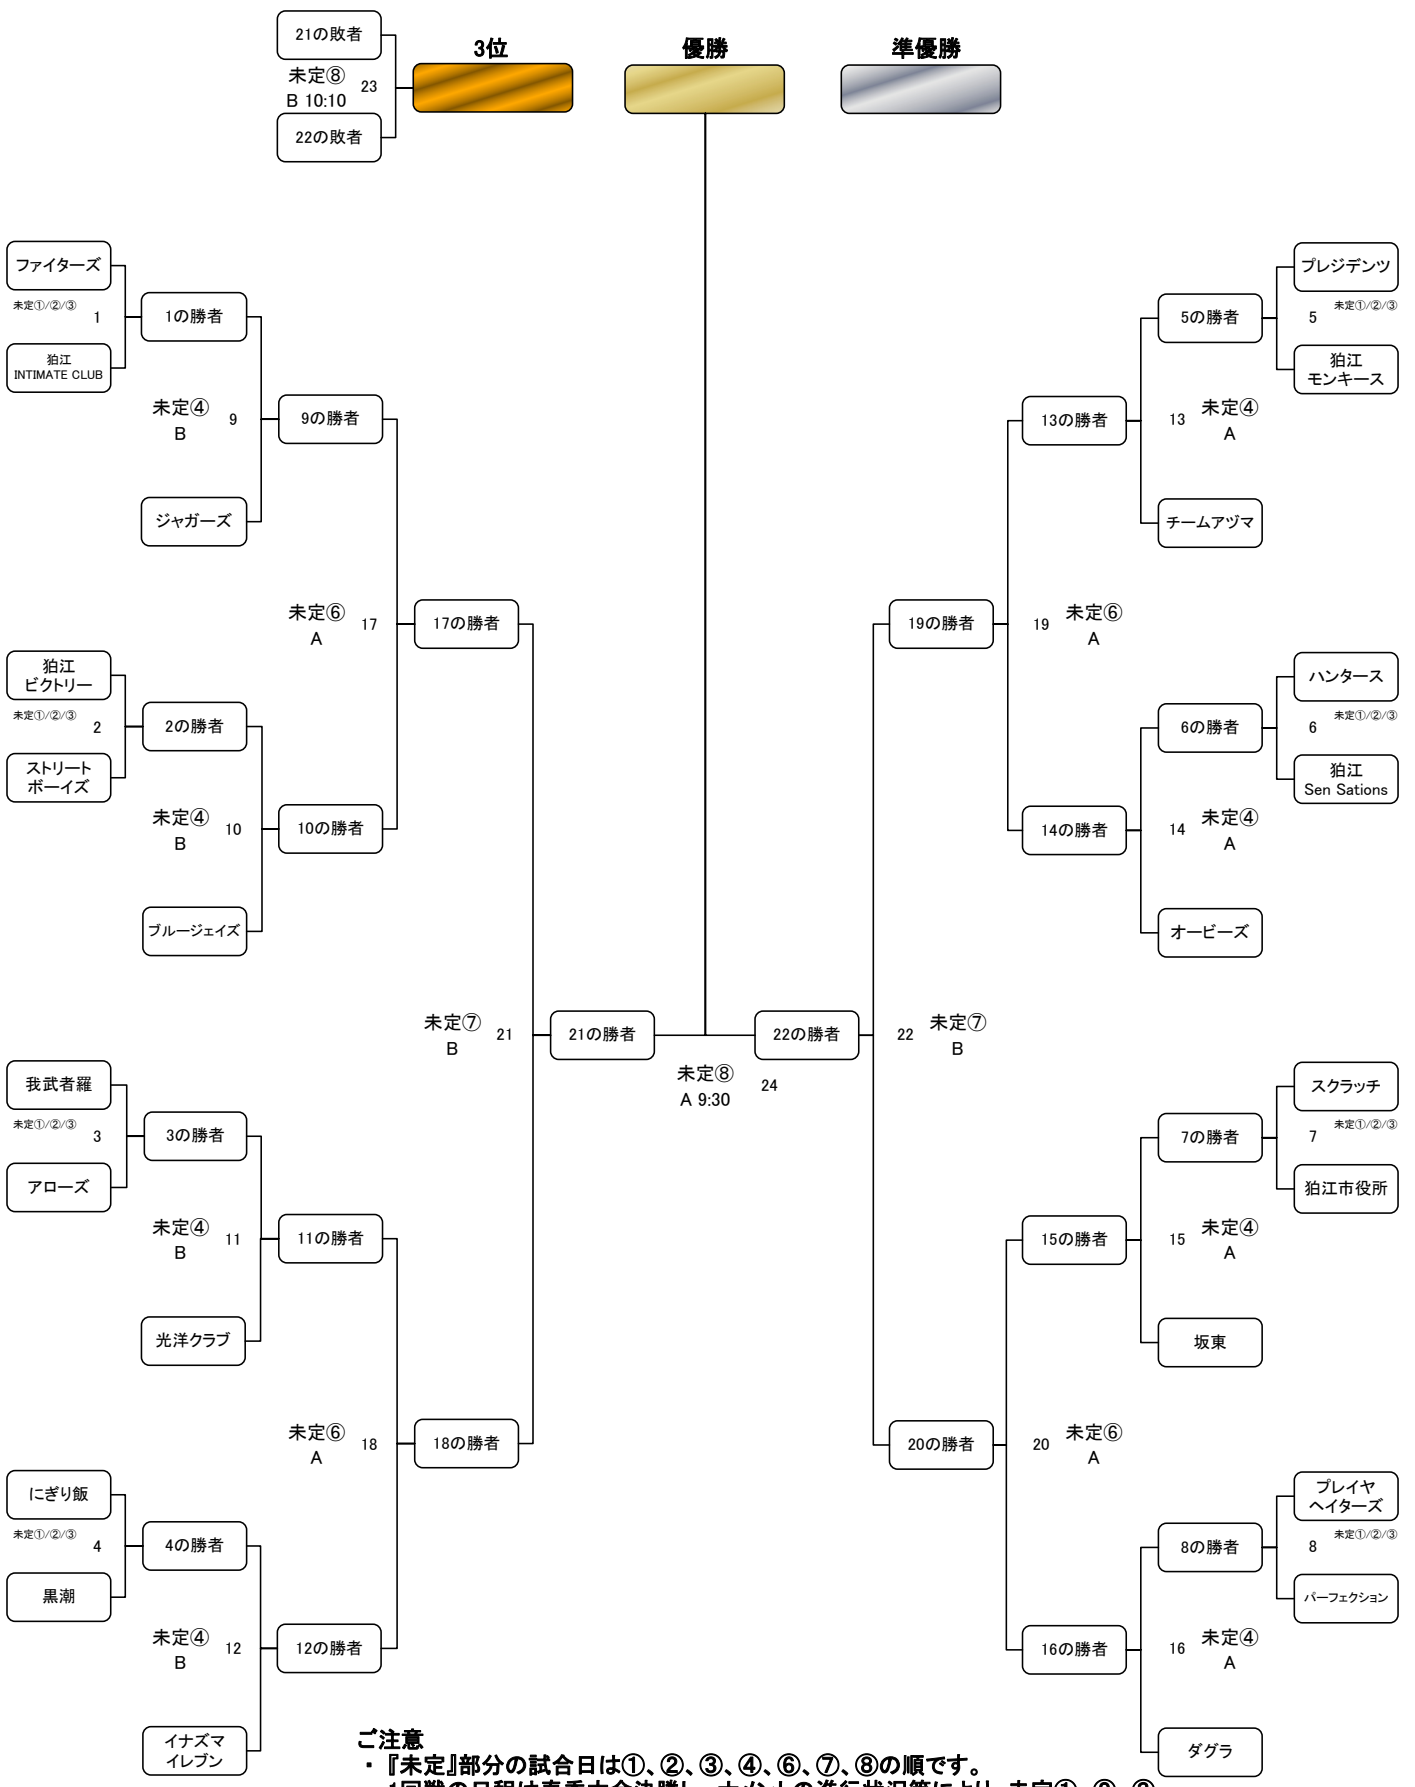 21の敗者
未定⑧
23
B 10:10
22の敗者
3位
優勝
準優勝
ファイターズ
未定①/②/③
1
狛江
INTIMATE CLUB
1の勝者
未定④
9
B
ジャガーズ
9の勝者
未定⑥
17
A
17の勝者
狛江
ビクトリー
未定①/②/③
2
ストリート
ボーイズ
2の勝者
未定④
10
B
ブルージェイズ
10の勝者
未定⑦
21
B
21の勝者
我武者羅
未定①/②/③
3
アローズ
3の勝者
未定④
11
B
光洋クラブ
11の勝者
未定⑥
18
A
18の勝者
にぎり飯
未定①/②/③
4
黒潮
4の勝者
未定④
12
B
イナズマ
イレブン
12の勝者
未定⑧
24
A 9:30
プレジデンツ
未定①/②/③
5
狛江
モンキース
5の勝者
13
未定④
A
チームアヅマ
13の勝者
19
未定⑥
A
19の勝者
ハンタース
未定①/②/③
6
狛江
Sen Sations
6の勝者
14
未定④
A
オービーズ
14の勝者
22の勝者
22
未定⑦
B
スクラッチ
未定①/②/③
7
狛江市役所
7の勝者
15
未定④
A
坂東
15の勝者
20
未定⑥
A
20の勝者
プレイヤ
ヘイターズ
未定①/②/③
8
パーフェクション
8の勝者
16
未定④
A
ダグラ
16の勝者
ご注意
・『未定』部分の試合日は①、②、③、④、⑥、⑦、⑧の順です。